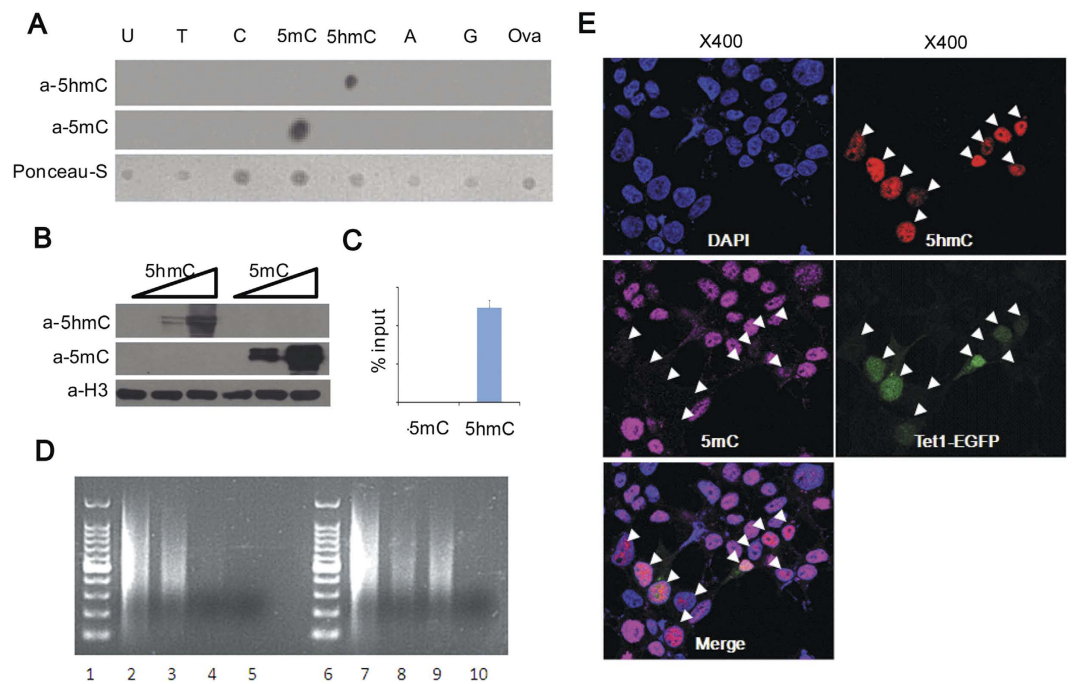 A
U T C 5mC 5hmC A G Ova
a-5hmC
a-5mC
Ponceau-S
B
5hmC 5mC
a-5hmC
a-5mC
a-H3
C
% input
5mC 5hmC
D
1 2 3 4 5 6 7 8 9 10
E
X400 X400
DAPI 5hmC
5mC Tet1-EGFP
Merge